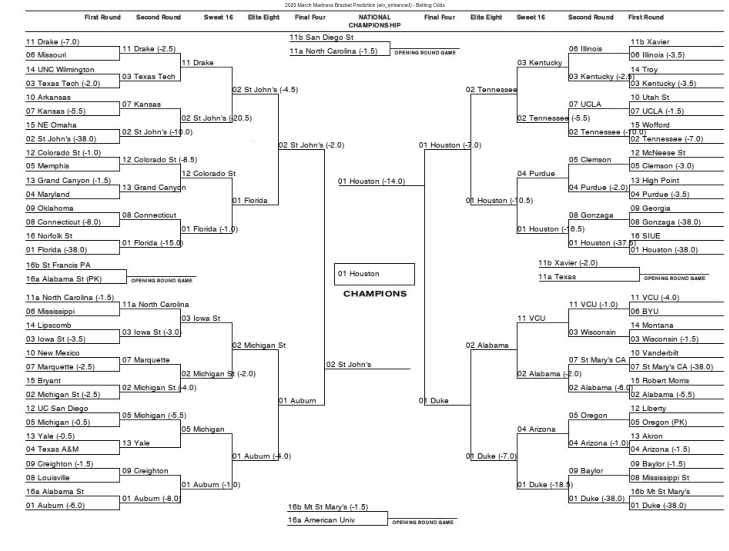 2025 March Madness Bracket Prediction (elo_enhanced) - Betting Odds
First Round Second Round Sweet 16 Elite Eight Final Four NATIONAL CHAMPIONSHIP Final Four Elite Eight Sweet 16 Second Round First Round
11b San Diego St
11a North Carolina (-1.5)
OPENING ROUND GAME
11 Drake (-7.0)
06 Missouri
14 UNC Wilmington
03 Texas Tech (-2.0)
10 Arkansas
07 Kansas (-5.5)
15 NE Omaha
02 St John's (-38.0)
12 Colorado St (-1.0)
05 Memphis
13 Grand Canyon (-1.5)
04 Maryland
09 Oklahoma
08 Connecticut (-8.0)
16 Norfolk St
01 Florida (-38.0)
11 Drake (-2.5)
03 Texas Tech
07 Kansas
02 St John's (-10.0)
12 Colorado St (-8.5)
13 Grand Canyon
08 Connecticut
01 Florida (-15.0)
11 Drake
02 St John's (-20.5)
12 Colorado St
01 Florida (-1.0)
02 St John's (-4.5)
01 Florida
02 St John's (-2.0)
16b St Francis PA
16a Alabama St (PK)
OPENING ROUND GAME
11a North Carolina (-1.5)
06 Mississippi
14 Lipscomb
03 Iowa St (-3.5)
10 New Mexico
07 Marquette (-2.5)
15 Bryant
02 Michigan St (-2.5)
12 UC San Diego
05 Michigan (-0.5)
13 Yale (-0.5)
04 Texas A&M
09 Creighton (-1.5)
08 Louisville
16a Alabama St
01 Auburn (-6.0)
11a North Carolina
03 Iowa St (-3.0)
07 Marquette
02 Michigan St (-4.0)
05 Michigan (-5.5)
13 Yale
09 Creighton
01 Auburn (-8.0)
03 Iowa St
02 Michigan St (-2.0)
05 Michigan
01 Auburn (-1.0)
02 Michigan St
01 Auburn (-4.0)
01 Auburn
01 Houston (-14.0)
01 Houston
CHAMPIONS
02 St John's
01 Houston (-7.0)
02 Tennessee
01 Houston (-10.5)
03 Kentucky
02 Tennessee (-5.5)
04 Purdue
01 Houston (-16.5)
06 Illinois
03 Kentucky (-2.5)
07 UCLA
02 Tennessee (-10.0)
05 Clemson
04 Purdue (-2.0)
08 Gonzaga
01 Houston (-37.5)
11b Xavier
06 Illinois (-3.5)
14 Troy
03 Kentucky (-3.5)
10 Utah St
07 UCLA (-1.5)
15 Wofford
02 Tennessee (-7.0)
12 McNeese St
05 Clemson (-3.0)
13 High Point
04 Purdue (-3.5)
09 Georgia
08 Gonzaga (-38.0)
16 SIUE
01 Houston (-38.0)
11b Xavier (-2.0)
11a Texas
OPENING ROUND GAME
01 Duke
02 Alabama
01 Duke (-7.0)
11 VCU
02 Alabama (-2.0)
04 Arizona
01 Duke (-18.5)
11 VCU (-1.0)
03 Wisconsin
07 St Mary's CA
02 Alabama (-6.0)
05 Oregon
04 Arizona (-1.0)
09 Baylor
01 Duke (-38.0)
11 VCU (-4.0)
06 BYU
14 Montana
03 Wisconsin (-1.5)
10 Vanderbilt
07 St Mary's CA (-38.0)
15 Robert Morris
02 Alabama (-5.5)
12 Liberty
05 Oregon (PK)
13 Akron
04 Arizona (-1.5)
09 Baylor (-1.5)
08 Mississippi St
16b Mt St Mary's
01 Duke (-38.0)
16b Mt St Mary's (-1.5)
16a American Univ
OPENING ROUND GAME